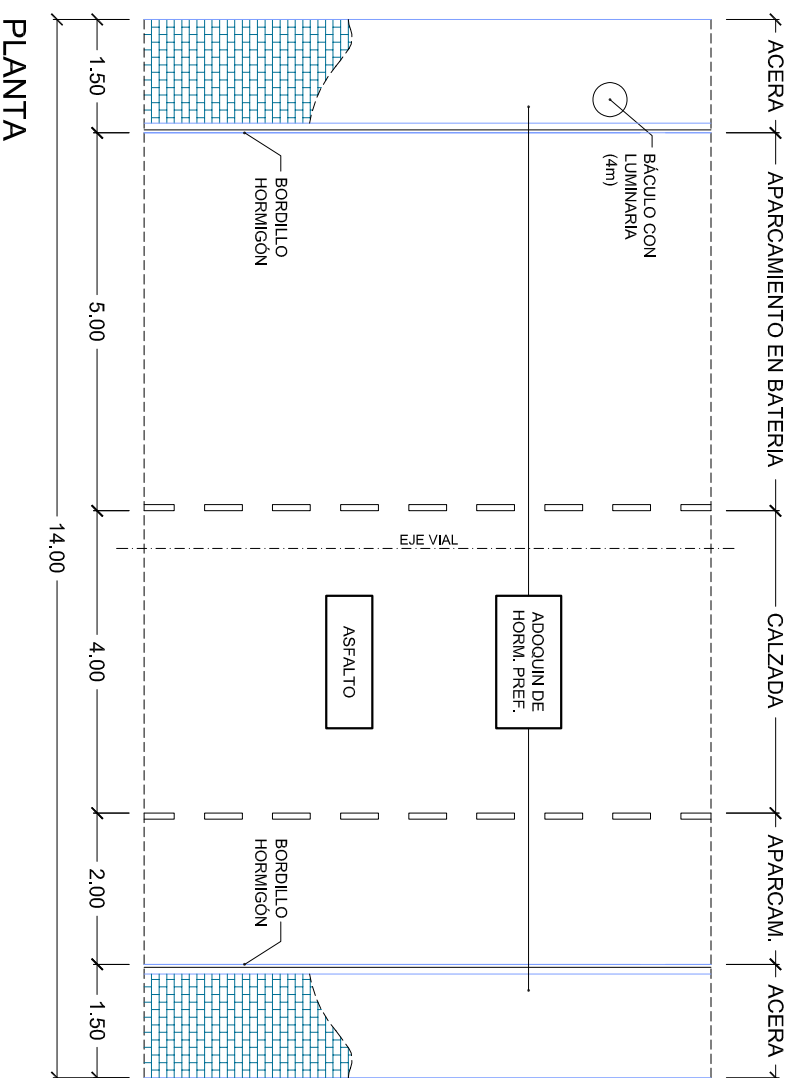 ACERA
APARCAMIENTO EN BATERIA
CALZADA
APARCAM.
ACERA
BÁCULO CON
LUMINARIA
(4m)
ADOQUIN DE
HORM. PREF.
EJE VIAL
ASFALTO
BORDILLO
HORMIGÓN
BORDILLO
HORMIGÓN
1.50
5.00
4.00
2.00
1.50
14.00
PLANTA